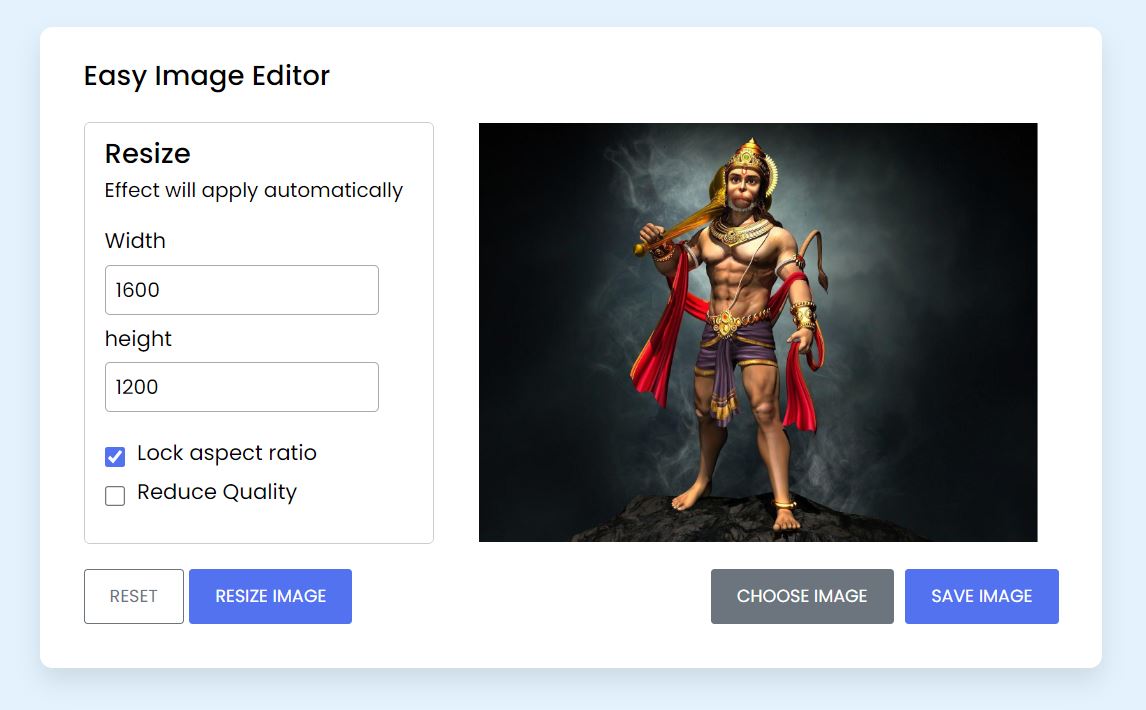 Easy Image Editor
Resize
Effect will apply automatically
Width
1600
height
1200
Lock aspect ratio
Reduce Quality
RESET
RESIZE IMAGE
CHOOSE IMAGE
SAVE IMAGE